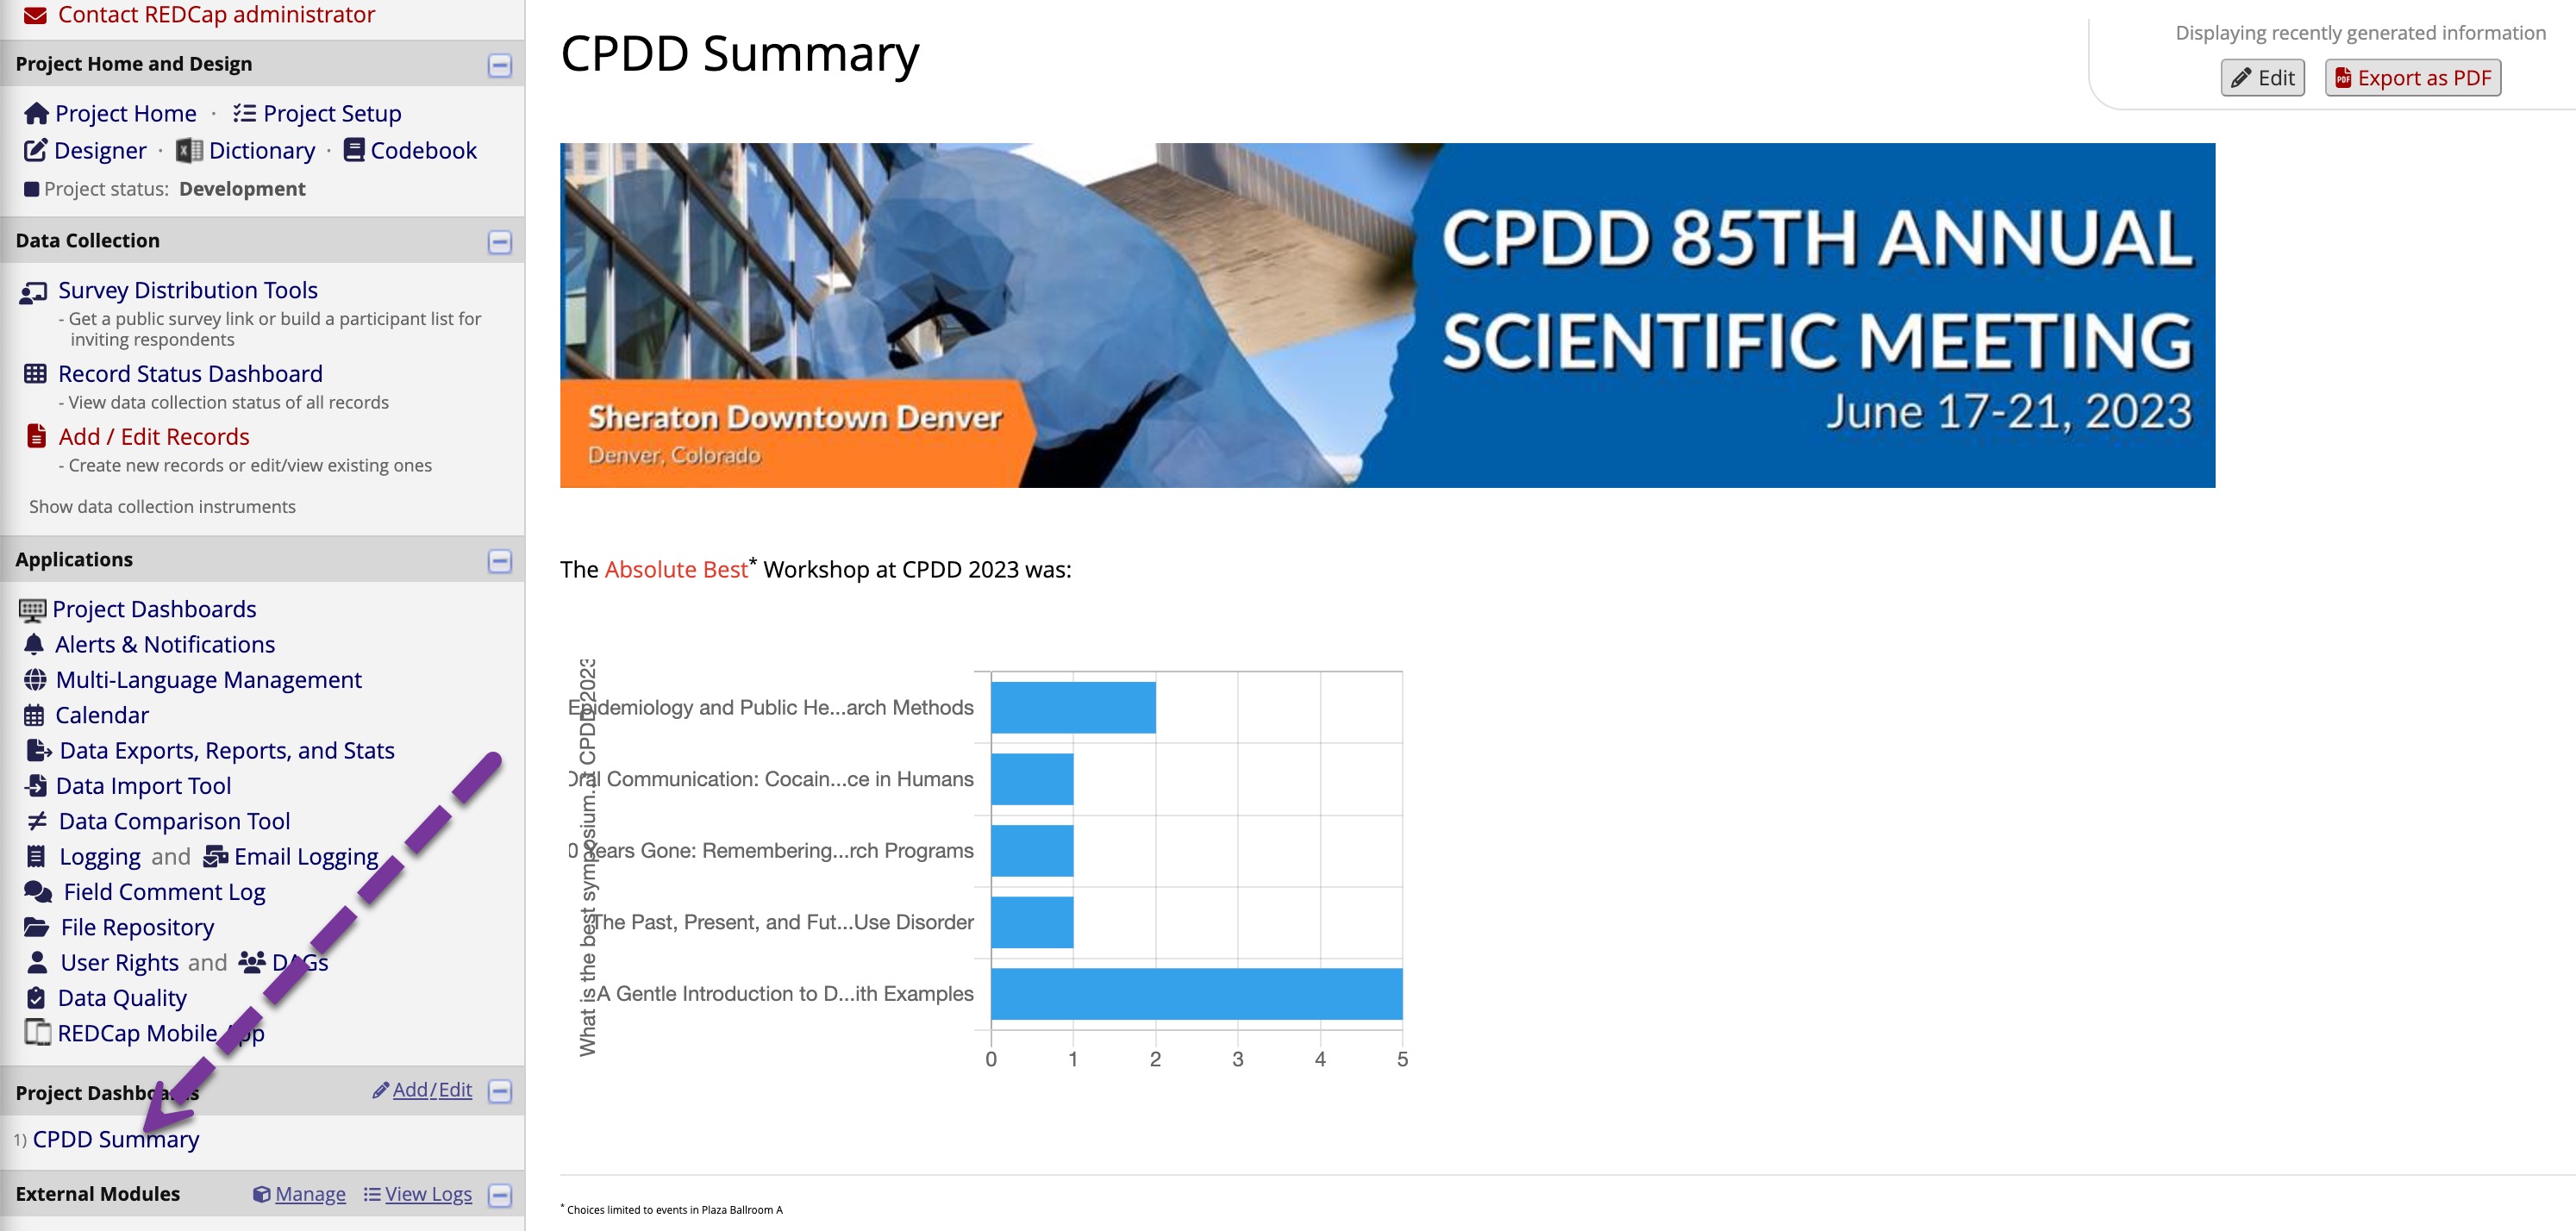 Contact REDCap administrator
Project Home and Design
Project Home · Project Setup
Designer · Dictionary · Codebook
Project status: Development
Data Collection
Survey Distribution Tools
- Get a public survey link or build a participant list for
inviting respondents
Record Status Dashboard
- View data collection status of all records
Add / Edit Records
- Create new records or edit/view existing ones
Show data collection instruments
Applications
Project Dashboards
Alerts & Notifications
Multi-Language Management
Calendar
Data Exports, Reports, and Stats
Data Import Tool
Data Comparison Tool
Logging and Email Logging
Field Comment Log
File Repository
User Rights and DAGs
Data Quality
REDCap Mobile App
Project Dashboards Add/Edit
1) CPDD Summary
External Modules Manage View Logs
CPDD Summary
Displaying recently generated information
Edit Export as PDF
CPDD 85TH ANNUAL
SCIENTIFIC MEETING
June 17-21, 2023
Sheraton Downtown Denver
Denver, Colorado
The Absolute Best* Workshop at CPDD 2023 was:
What is the best symposium...t CPDD 2023
Epidemiology and Public He...arch Methods
Oral Communication: Cocain...ce in Humans
0 Years Gone: Remembering...rch Programs
The Past, Present, and Fut...Use Disorder
A Gentle Introduction to D...ith Examples
0 1 2 3 4 5
* Choices limited to events in Plaza Ballroom A